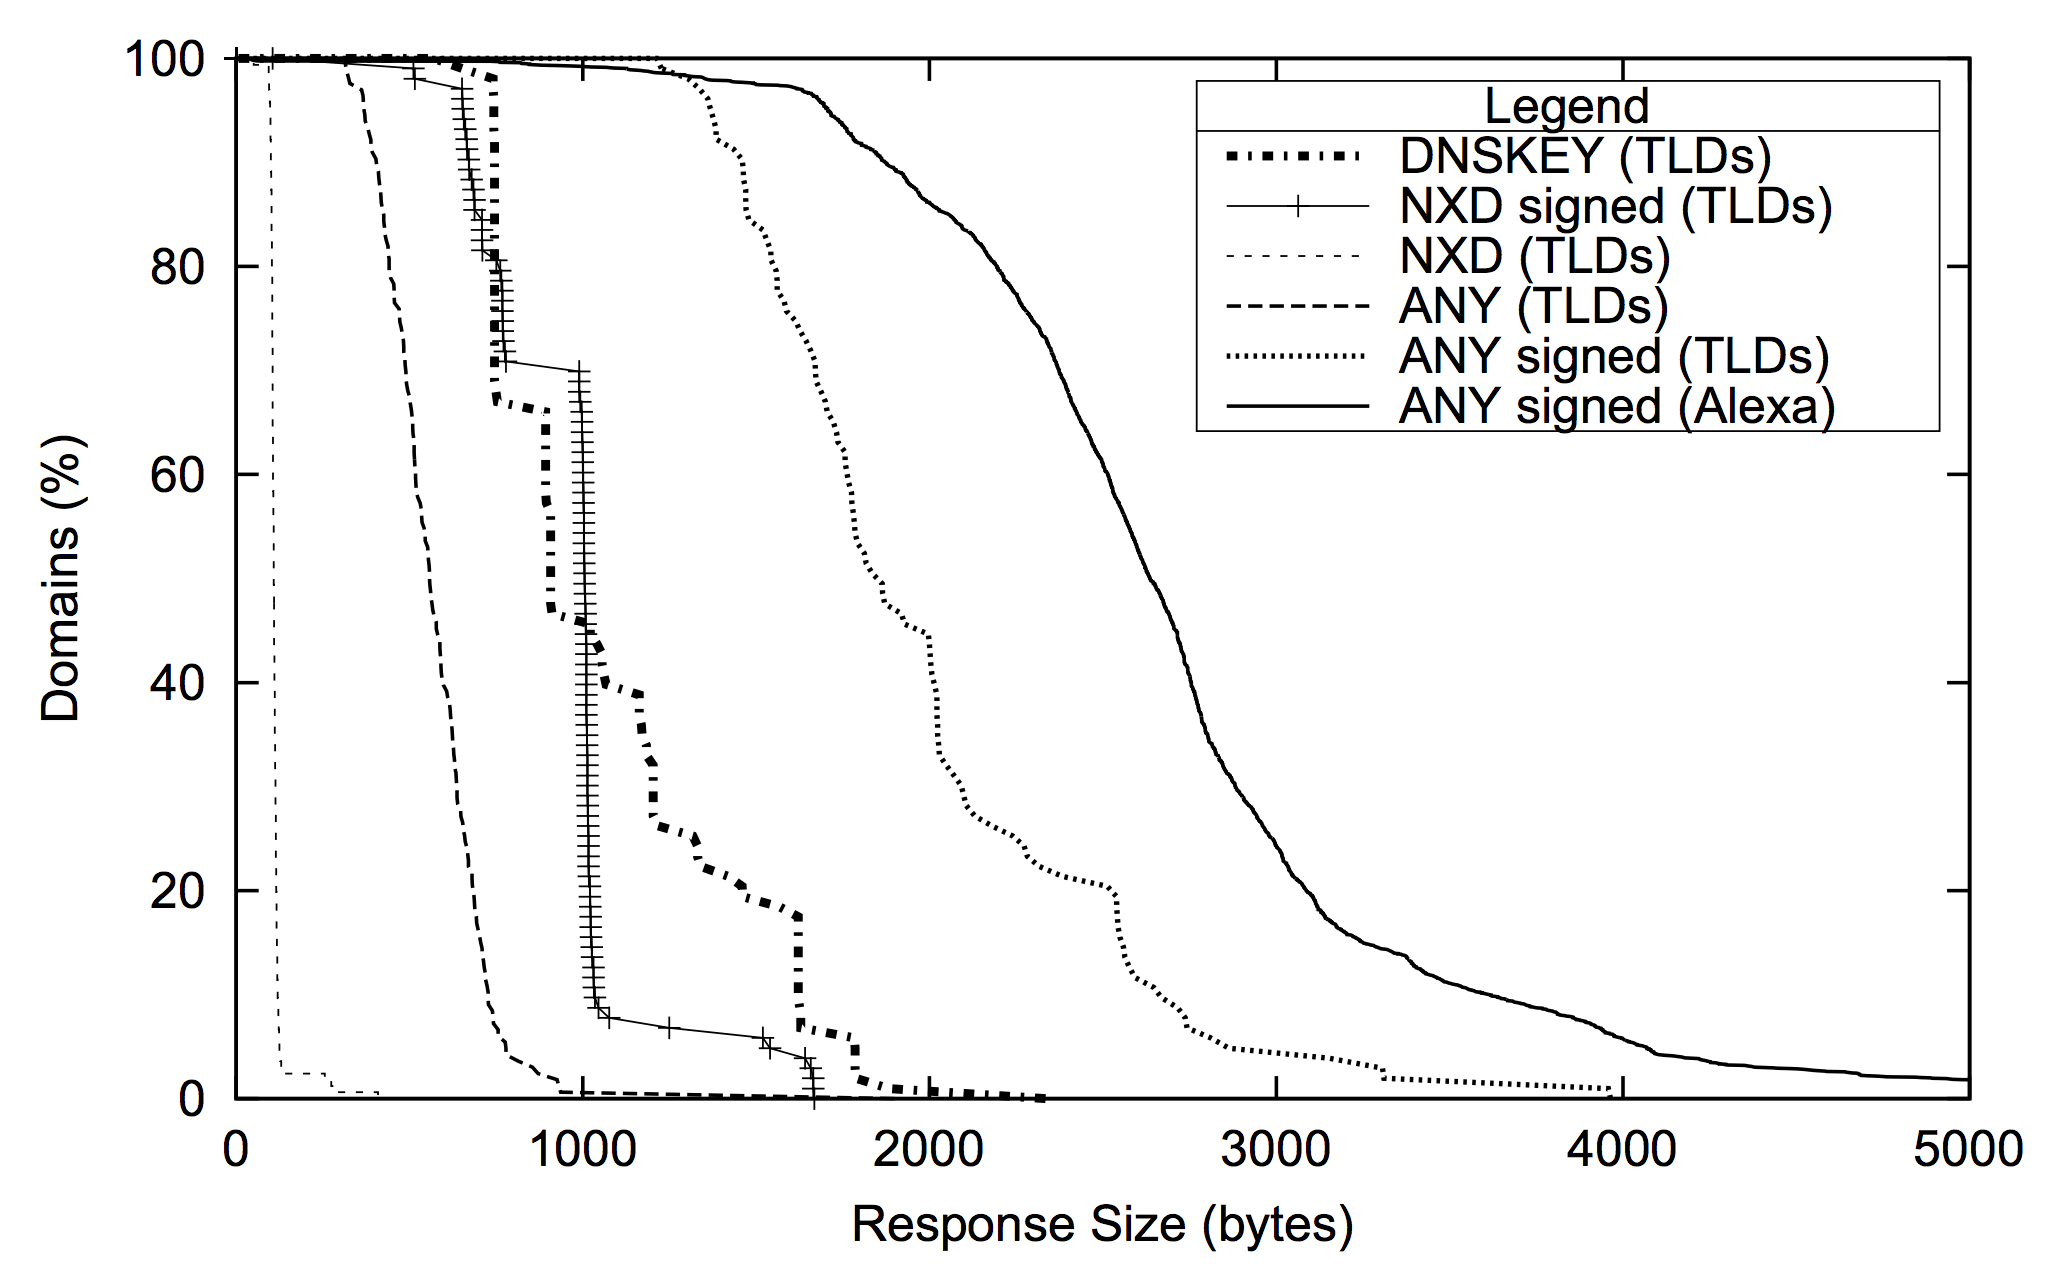 100
80
60
40
20
0
Domains (%)
Legend
DNSKEY (TLDs)
NXD signed (TLDs)
NXD (TLDs)
ANY (TLDs)
ANY signed (TLDs)
ANY signed (Alexa)
0 1000 2000 3000 4000 5000
Response Size (bytes)